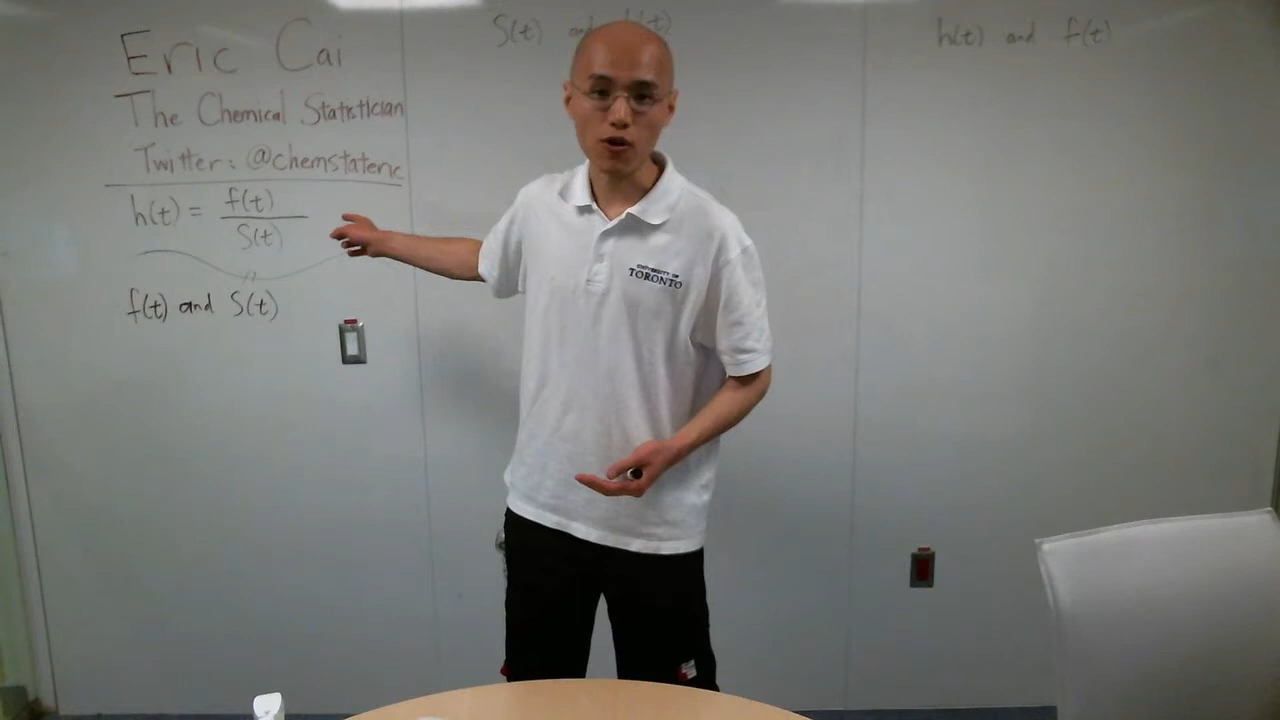 Eric Cai
The Chemical Statistician
Twitter: @chemstateric
h(t) = f(t)
S(t)
f(t) and S(t)
S(t) and h(t)
h(t) and f(t)
UNIVERSITY OF
TORONTO